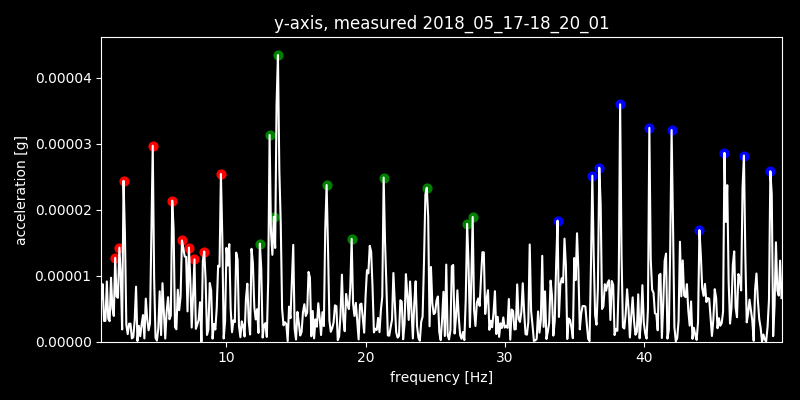 y-axis, measured 2018_05_17-18_20_01
0.00004
0.00003
0.00002
0.00001
0.00000
acceleration [g]
10 20 30 40
frequency [Hz]